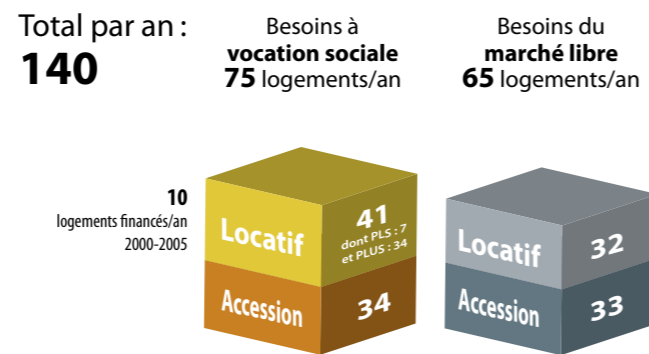 Total par an :
140
Besoins à
vocation sociale
75 logements/an
Besoins du
marché libre
65 logements/an
10
logements financés/an
2000-2005
Locatif
41
dont PLS : 7
et PLUS : 34
Accession
34
Locatif
32
Accession
33